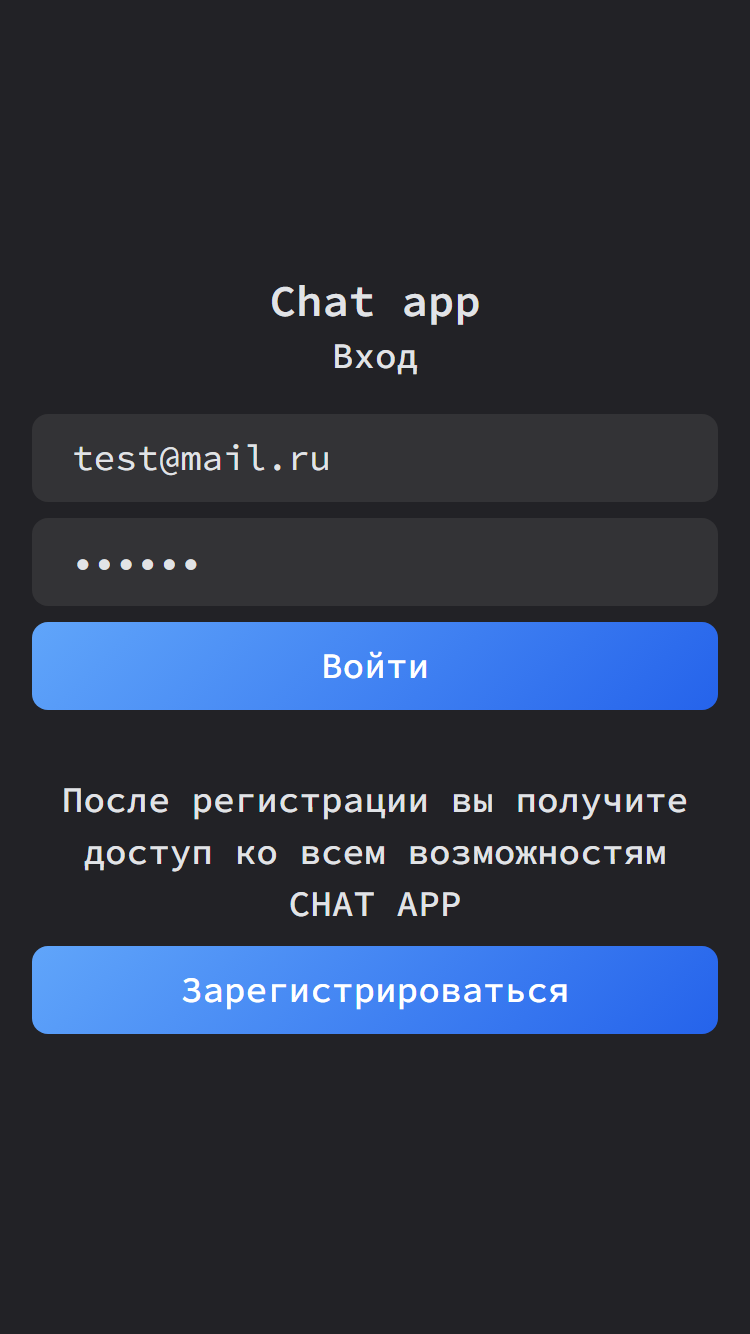 Chat app
Вход
test@mail.ru
••••••
Войти
После регистрации вы получите
доступ ко всем возможностям
CHAT APP
Зарегистрироваться